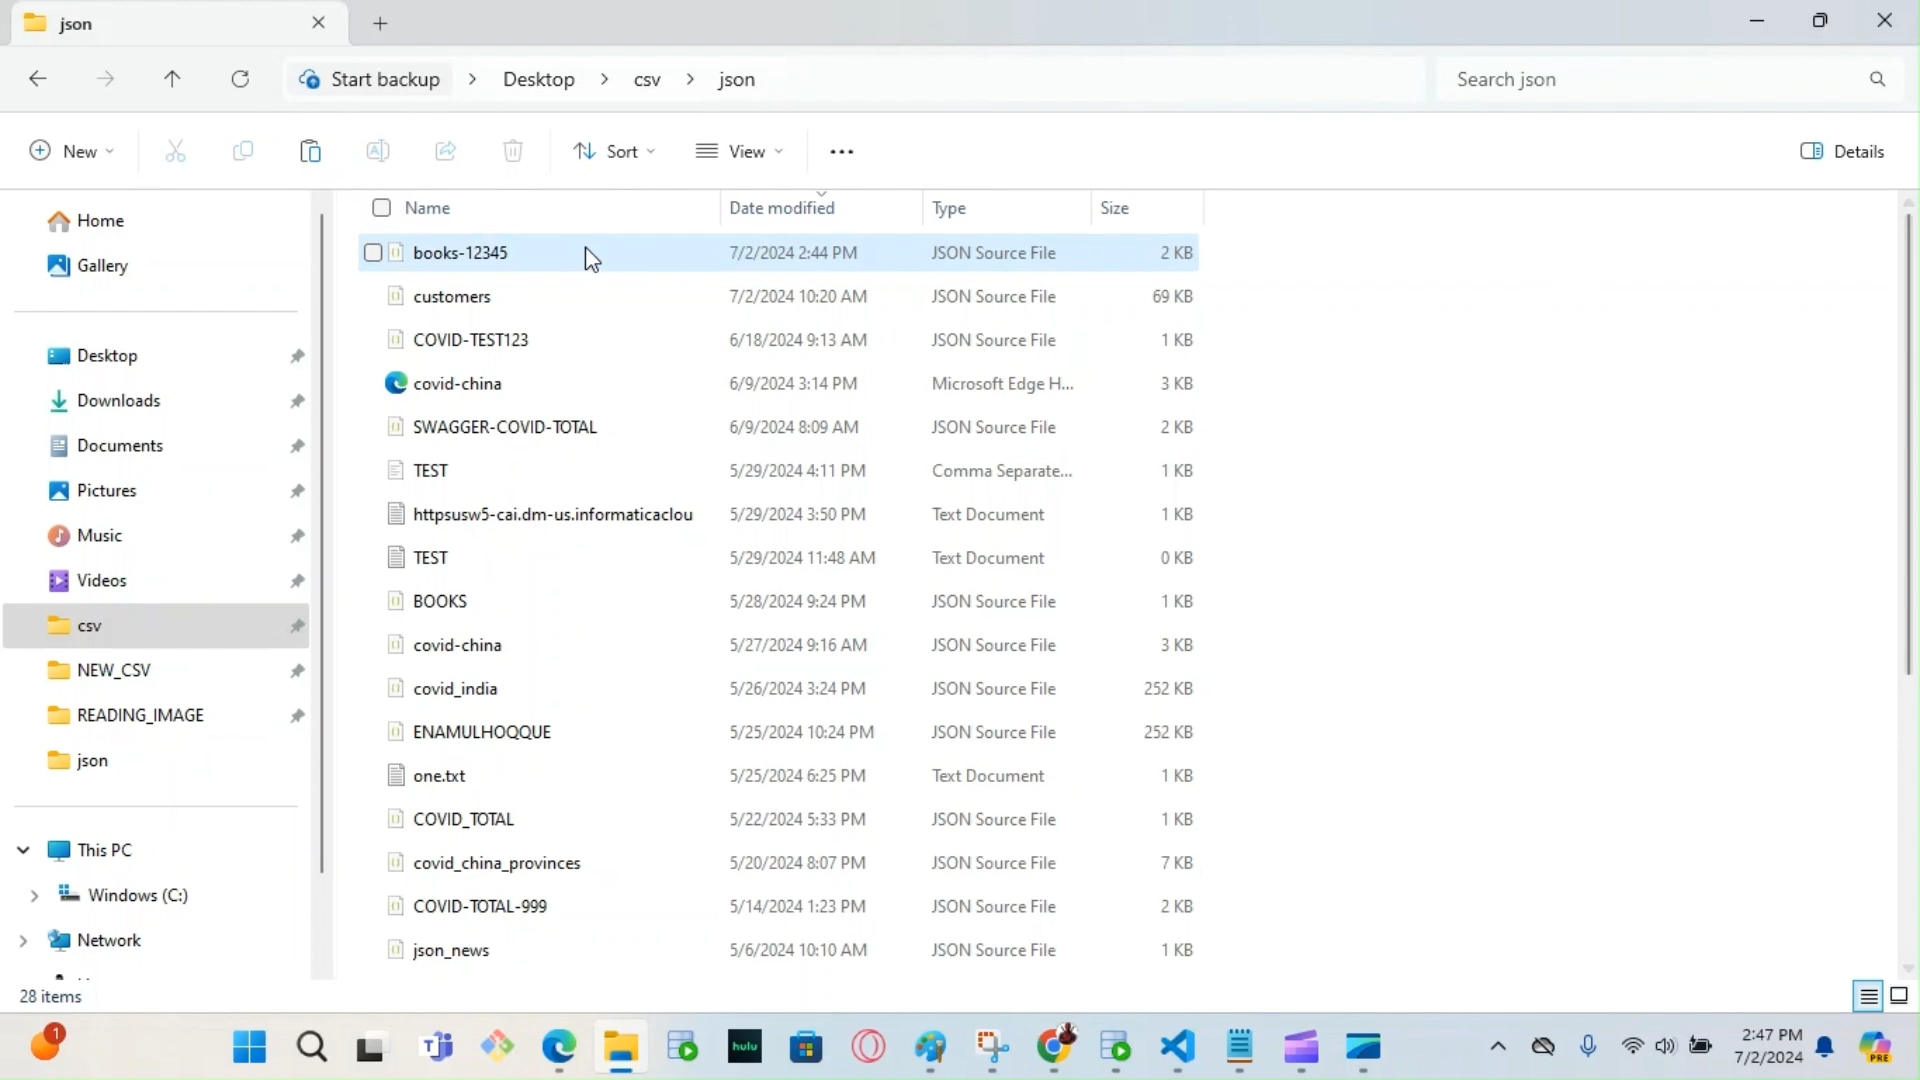 json
Start backup > Desktop > csv > json
Search json
New
Sort
View
Details
Name Date modified Type Size
books-12345 7/2/2024 2:44 PM JSON Source File 2 KB
customers 7/2/2024 10:20 AM JSON Source File 69 KB
COVID-TEST123 6/18/2024 9:13 AM JSON Source File 1 KB
covid-china 6/9/2024 3:14 PM Microsoft Edge H... 3 KB
SWAGGER-COVID-TOTAL 6/9/2024 8:09 AM JSON Source File 2 KB
TEST 5/29/2024 4:11 PM Comma Separate... 1 KB
httpsusw5-cai.dm-us.informaticaclou 5/29/2024 3:50 PM Text Document 1 KB
TEST 5/29/2024 11:48 AM Text Document 0 KB
BOOKS 5/28/2024 9:24 PM JSON Source File 1 KB
covid-china 5/27/2024 9:16 AM JSON Source File 3 KB
covid_india 5/26/2024 3:24 PM JSON Source File 252 KB
ENAMULHOQQUE 5/25/2024 10:24 PM JSON Source File 252 KB
one.txt 5/25/2024 6:25 PM Text Document 1 KB
COVID_TOTAL 5/22/2024 5:33 PM JSON Source File 1 KB
covid_china_provinces 5/20/2024 8:07 PM JSON Source File 7 KB
COVID-TOTAL-999 5/14/2024 1:23 PM JSON Source File 2 KB
json_news 5/6/2024 10:10 AM JSON Source File 1 KB
Home
Gallery
Desktop
Downloads
Documents
Pictures
Music
Videos
csv
NEW_CSV
READING_IMAGE
json
This PC
Windows (C:)
Network
28 items
1
hulu
2:47 PM
7/2/2024
PRE